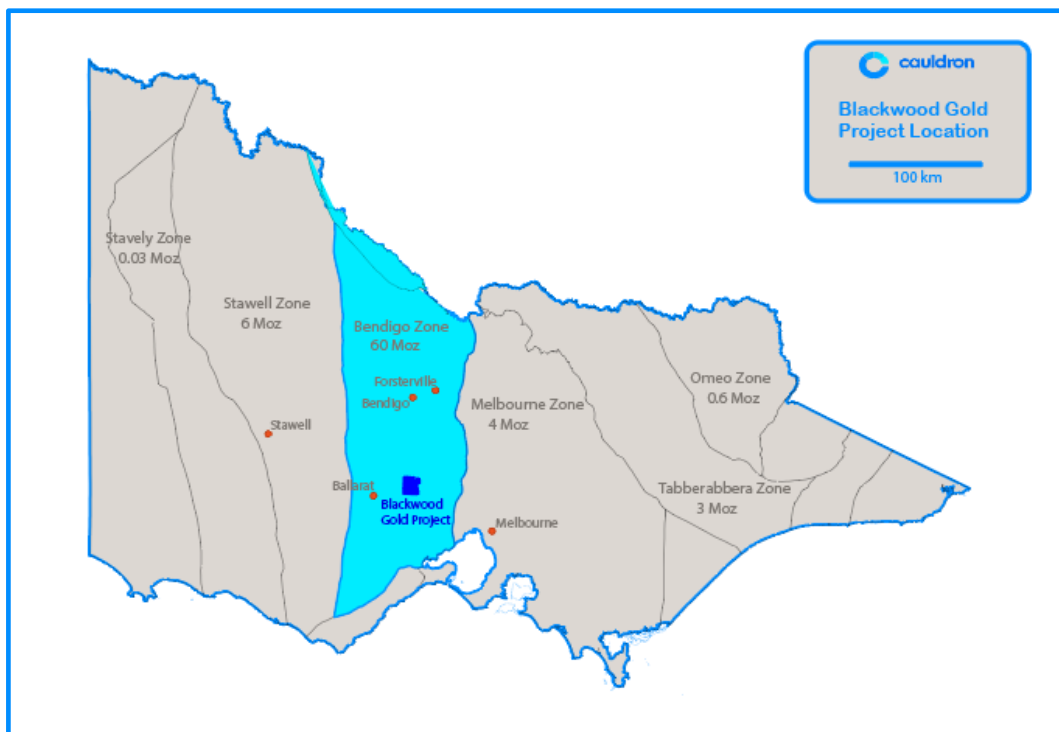 cauldron
Blackwood Gold
Project Location
100 km
Stavely Zone
0.03 Moz
Stawell Zone
6 Moz
Bendigo Zone
60 Moz
Forsterville
Bendigo
Omeo Zone
0.6 Moz
Melbourne Zone
4 Moz
Stawell
Ballarat
Blackwood
Gold Project
Tabberabbera Zone
3 Moz
Melbourne